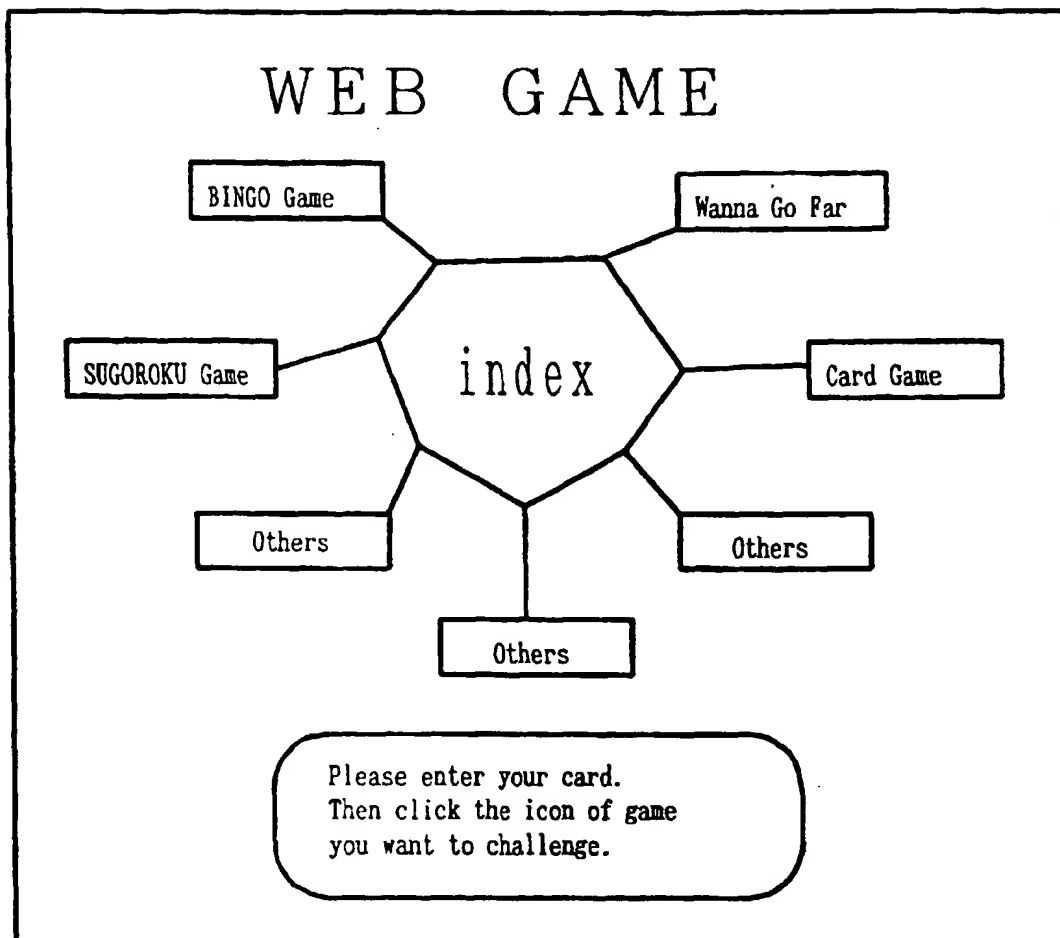 WEB GAME
BINGO Game
Wanna Go Far
SUGOROKU Game
index
Card Game
Others
Others
Others
Please enter your card.
Then click the icon of game
you want to challenge.